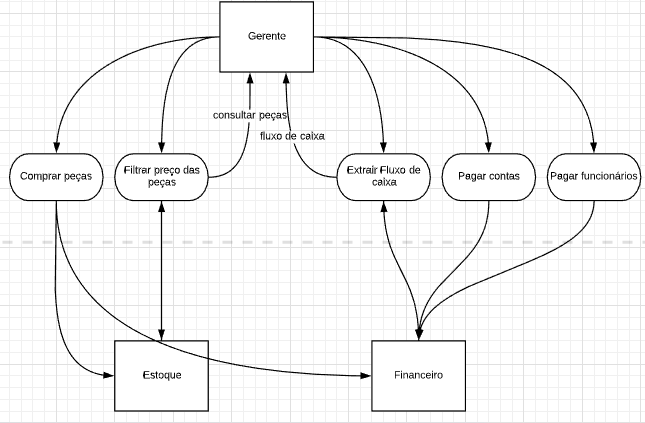 Gerente
consultar peças
fluxo de caixa
Comprar peças
Filtrar preço das
peças
Extrair Fluxo de
caixa
Pagar contas
Pagar funcionários
Estoque
Financeiro